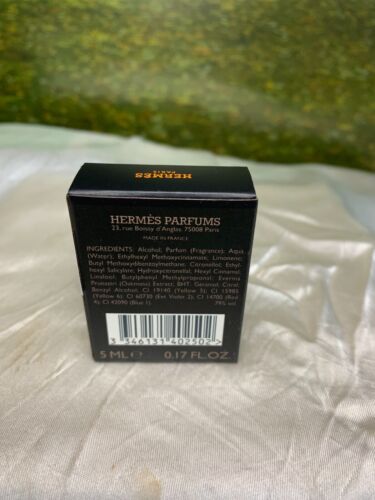 HERMÈS
PARIS
HERMÈS PARFUMS
23, rue Boissy d'Anglas, 75008 Paris
MADE IN FRANCE
INGREDIENTS: Alcohol; Parfum (Fragrance); Aqua
(Water); Ethylhexyl Methoxycinnamate; Limonene;
Butyl Methoxydibenzoylmethane; Citronellol; Ethyl-
hexyl Salicylate; Hydroxycitronellal; Hexyl Cinnamal;
Linalool; Butylphenyl Methylpropional; Evernia
Prunastri (Oakmoss) Extract; BHT; Geraniol; Citral;
Benzyl Alcohol; CI 19140 (Yellow 5); CI 15985
(Yellow 6); CI 60730 (Ext Violet 2); CI 14700 (Red
4); CI 42090 (Blue 1). 79% vol.
3 346131 402502
5 ML℮ 0.17 FL.OZ.